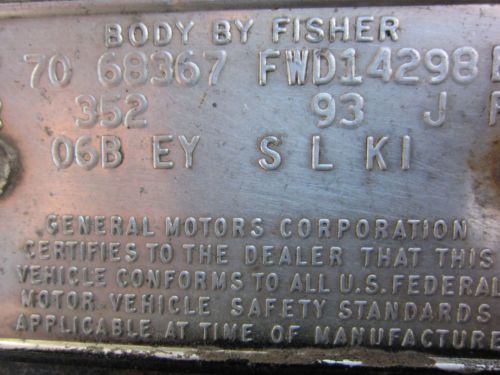 BODY BY FISHER
70 68367 FWD14298
352 93 J
06B EY S L KI
GENERAL MOTORS CORPORATION
CERTIFIES TO THE DEALER THAT THIS
VEHICLE CONFORMS TO ALL U.S. FEDERAL
MOTOR VEHICLE SAFETY STANDARDS
APPLICABLE AT TIME OF MANUFACTURE